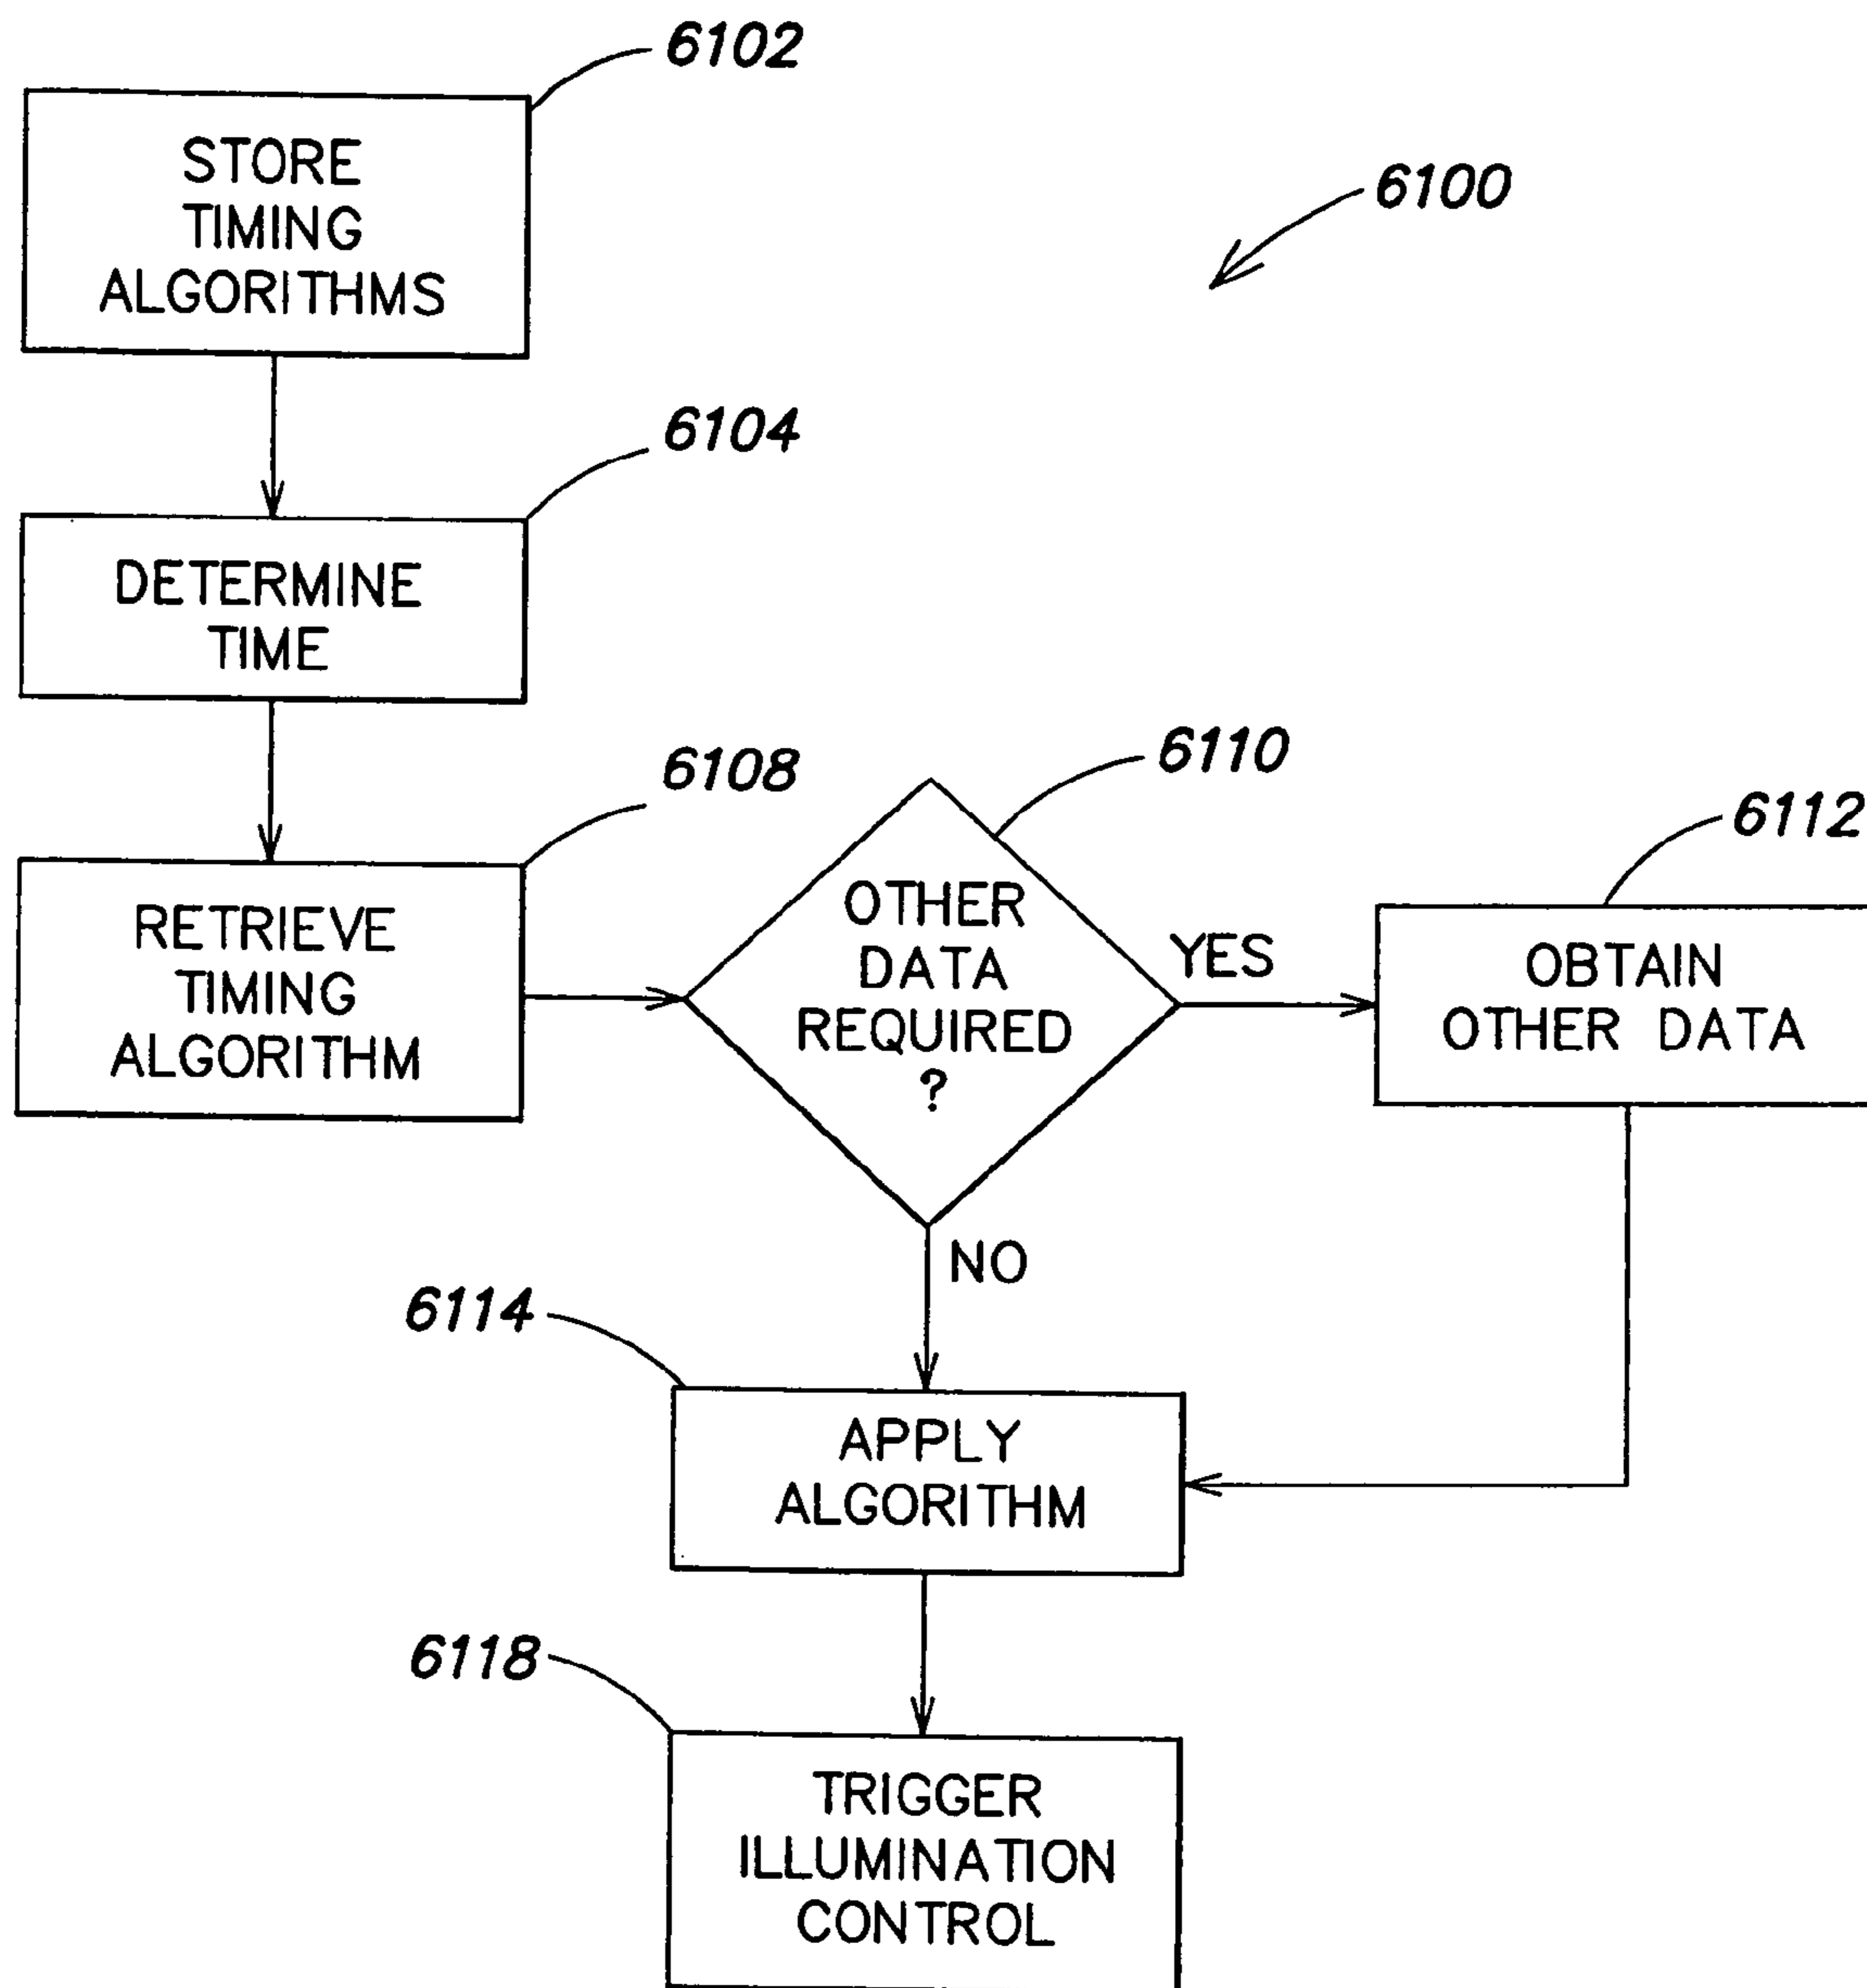 6102
STORE
TIMING
ALGORITHMS
6100
6104
DETERMINE
TIME
6108
RETRIEVE
TIMING
ALGORITHM
6110
OTHER
DATA
REQUIRED
?
YES
6112
OBTAIN
OTHER DATA
NO
6114
APPLY
ALGORITHM
6118
TRIGGER
ILLUMINATION
CONTROL